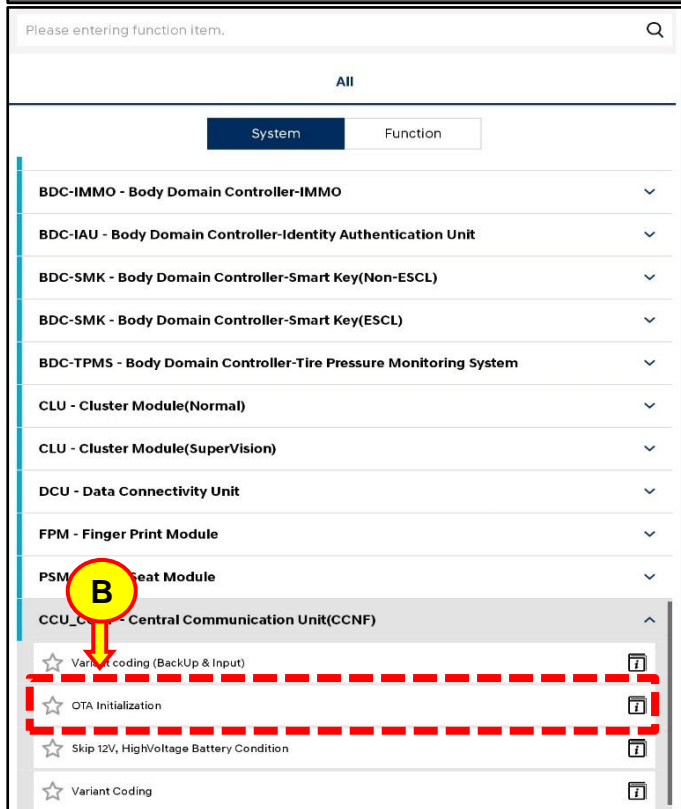 Please entering function item.
All
System Function
BDC-IMMO - Body Domain Controller-IMMO
BDC-IAU - Body Domain Controller-Identity Authentication Unit
BDC-SMK - Body Domain Controller-Smart Key(Non-ESCL)
BDC-SMK - Body Domain Controller-Smart Key(ESCL)
BDC-TPMS - Body Domain Controller-Tire Pressure Monitoring System
CLU - Cluster Module(Normal)
CLU - Cluster Module(SuperVision)
DCU - Data Connectivity Unit
FPM - Finger Print Module
PSM Seat Module
B
- Central Communication Unit(CCNF)
Variant coding (BackUp & Input)
OTA Initialization
Skip 12V, HighVoltage Battery Condition
Variant Coding